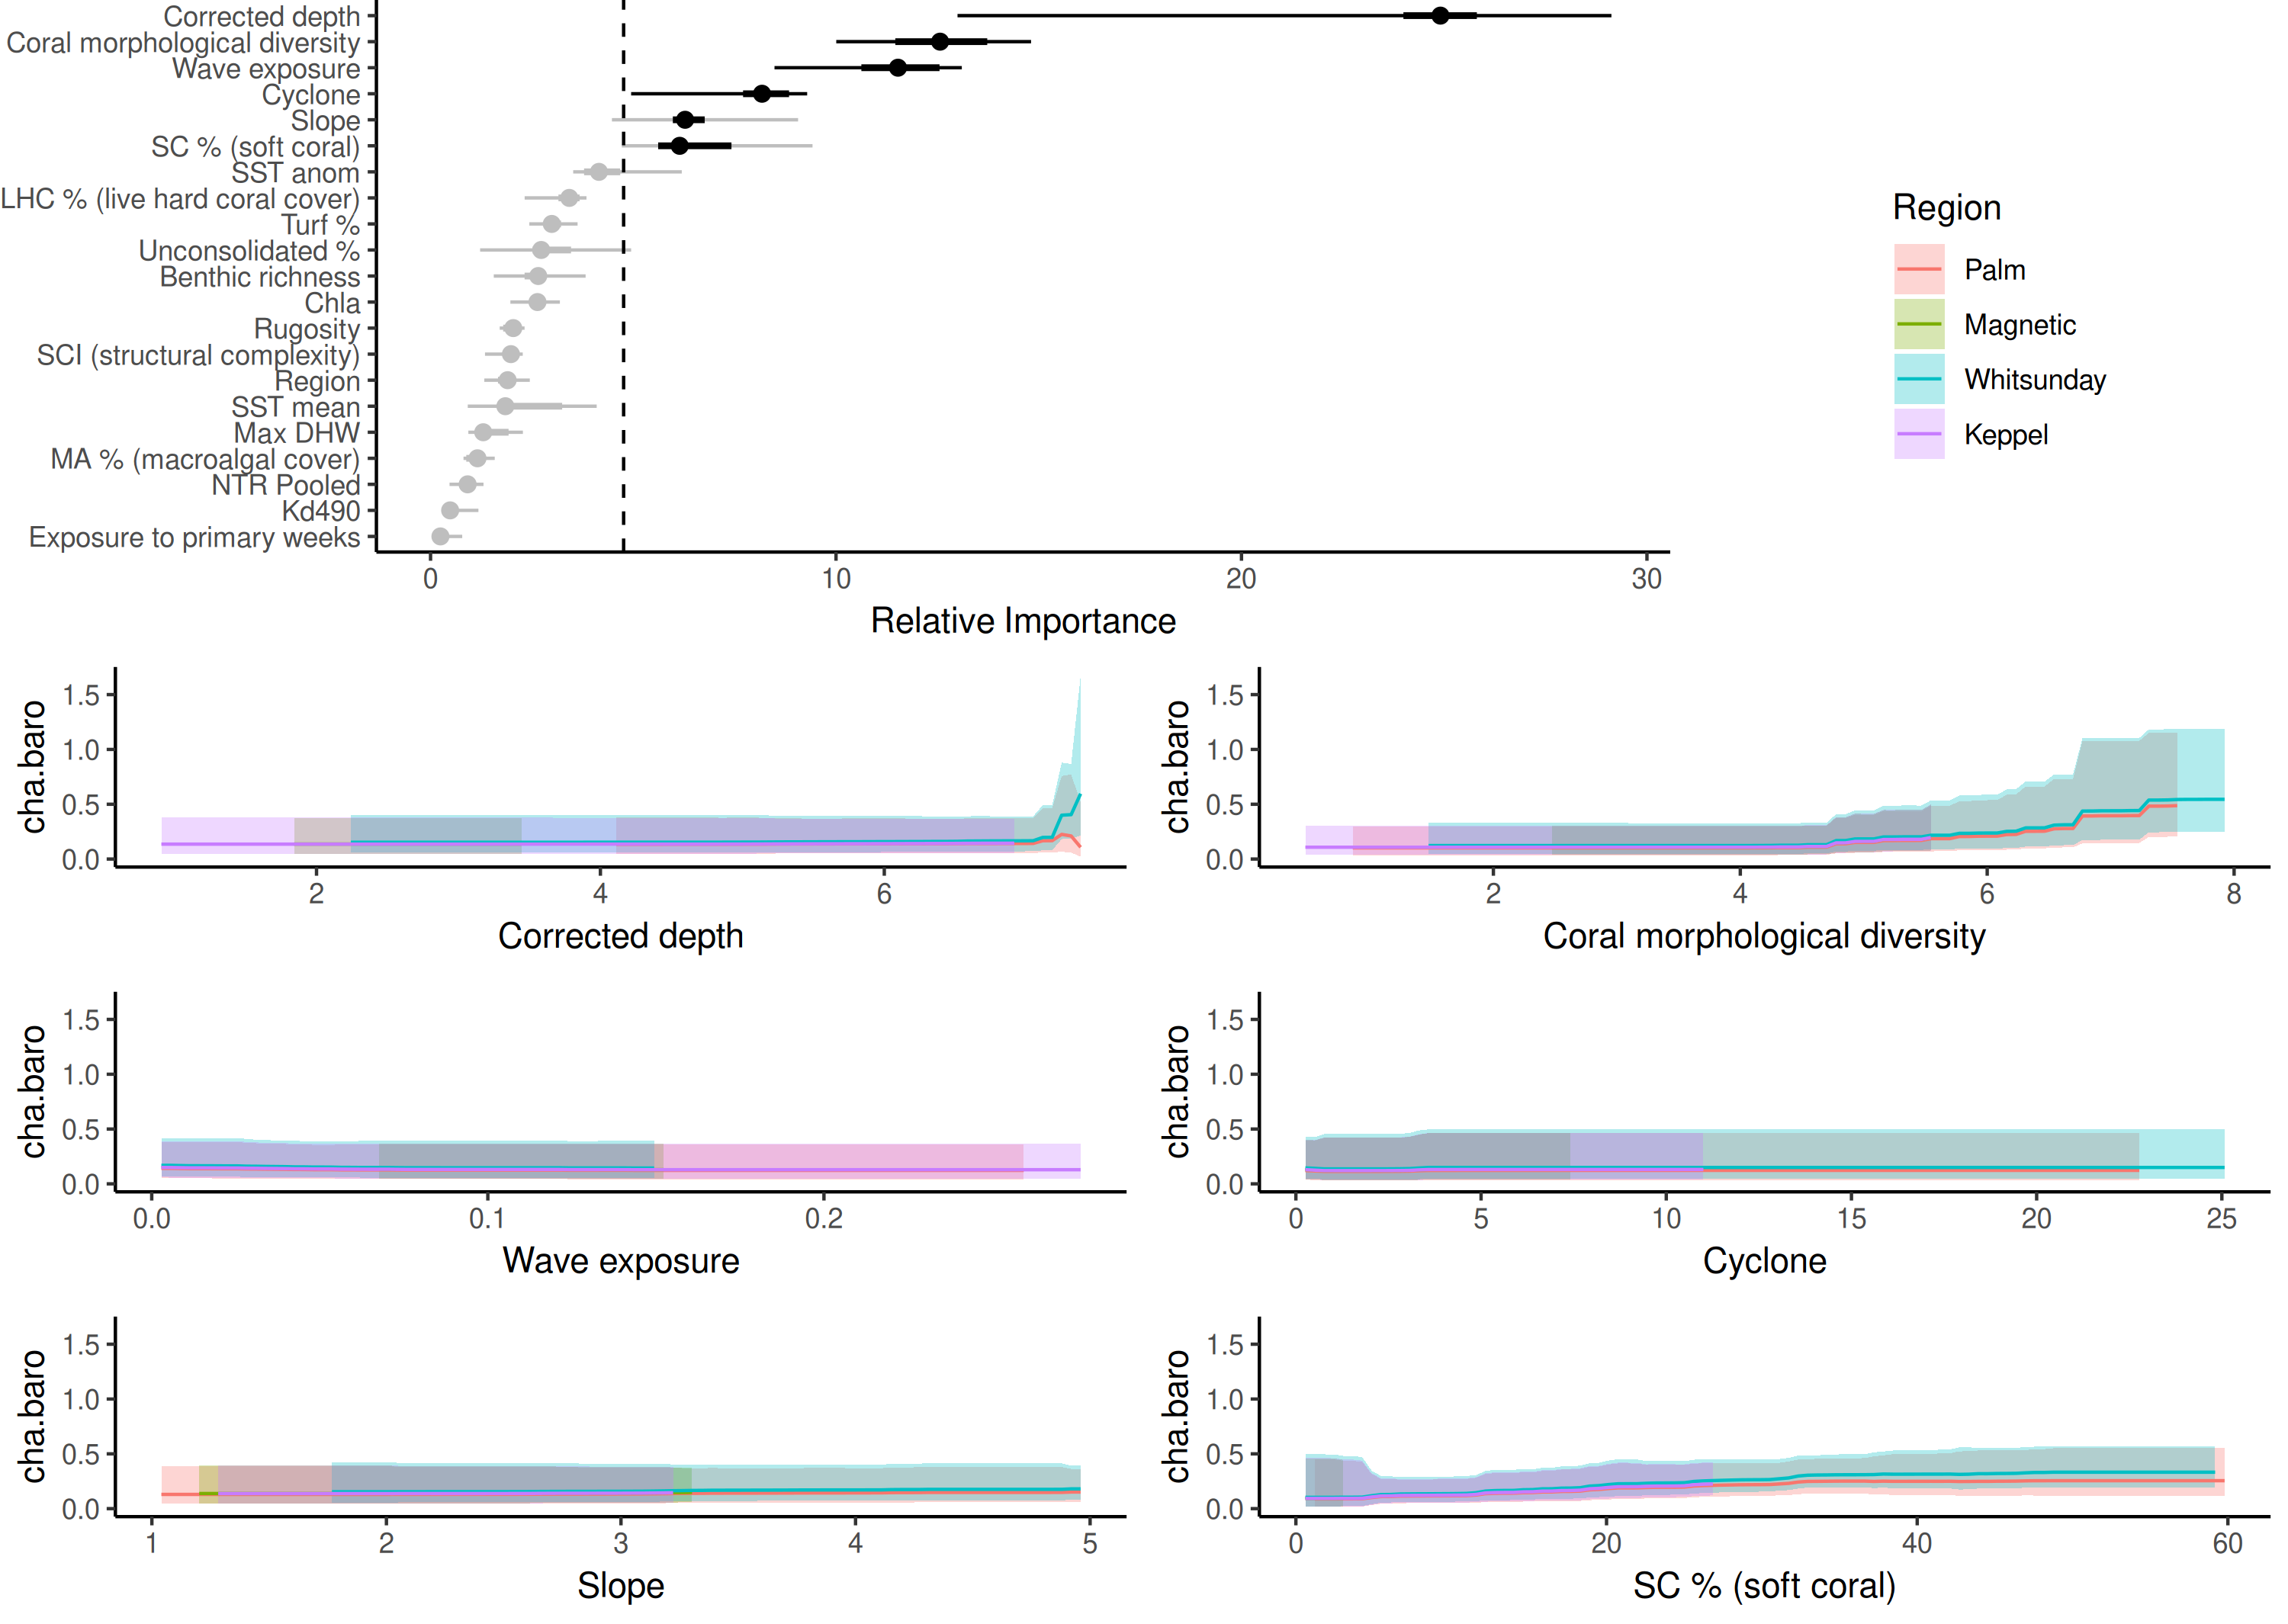 Corrected depth
Coral morphological diversity
Wave exposure
Cyclone
Slope
SC % (soft coral)
SST anom
LHC % (live hard coral cover)
Turf %
Unconsolidated %
Benthic richness
Chla
Rugosity
SCI (structural complexity)
Region
SST mean
Max DHW
MA % (macroalgal cover)
NTR Pooled
Kd490
Exposure to primary weeks
0 10 20 30
Relative Importance
Region
Palm
Magnetic
Whitsunday
Keppel
cha.baro
1.5
1.0
0.5
0.0
2 4 6
Corrected depth
cha.baro
1.5
1.0
0.5
0.0
2 4 6 8
Coral morphological diversity
cha.baro
1.5
1.0
0.5
0.0
0.0 0.1 0.2
Wave exposure
cha.baro
1.5
1.0
0.5
0.0
0 5 10 15 20 25
Cyclone
cha.baro
1.5
1.0
0.5
0.0
1 2 3 4 5
Slope
cha.baro
1.5
1.0
0.5
0.0
0 20 40 60
SC % (soft coral)